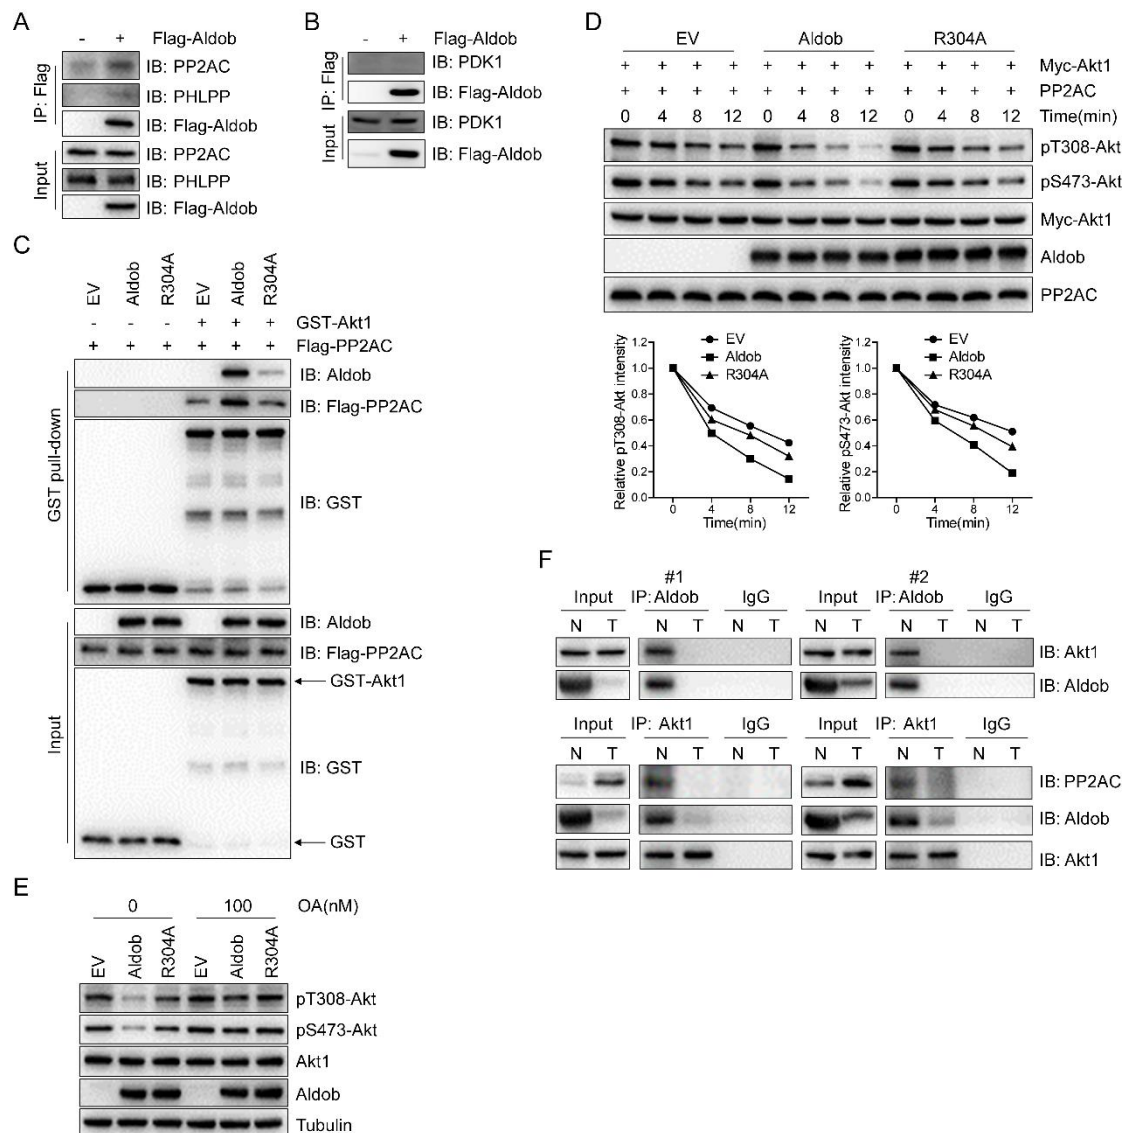 A
- + Flag-Aldob
IP: Flag
IB: PP2AC
IB: PHLPP
IB: Flag-Aldob
Input
IB: PP2AC
IB: PHLPP
IB: Flag-Aldob
B
- + Flag-Aldob
IP: Flag
IB: PDK1
IB: Flag-Aldob
Input
IB: PDK1
IB: Flag-Aldob
C
EV Aldob R304A EV Aldob R304A
- - - + + + GST-Akt1
+ + + + + + Flag-PP2AC
GST pull-down
IB: Aldob
IB: Flag-PP2AC
IB: GST
Input
IB: Aldob
IB: Flag-PP2AC
GST-Akt1
IB: GST
GST
D
EV Aldob R304A
+ + + + + + + + + + + + Myc-Akt1
+ + + + + + + + + + + + PP2AC
0 4 8 12 0 4 8 12 0 4 8 12 Time(min)
pT308-Akt
pS473-Akt
Myc-Akt1
Aldob
PP2AC
Relative pT308-Akt intensity
1.2
1.0
0.8
0.6
0.4
0.2
0.0
EV
Aldob
R304A
0 4 8 12
Time(min)
Relative pS473-Akt intensity
1.2
1.0
0.8
0.6
0.4
0.2
0.0
EV
Aldob
R304A
0 4 8 12
Time(min)
E
0 100 OA(nM)
EV Aldob R304A EV Aldob R304A
pT308-Akt
pS473-Akt
Akt1
Aldob
Tubulin
F
#1 #2
Input IP: Aldob IgG Input IP: Aldob IgG
N T N T N T N T N T N T
IB: Akt1
IB: Aldob
Input IP: Akt1 IgG Input IP: Akt1 IgG
N T N T N T N T N T N T
IB: PP2AC
IB: Aldob
IB: Akt1